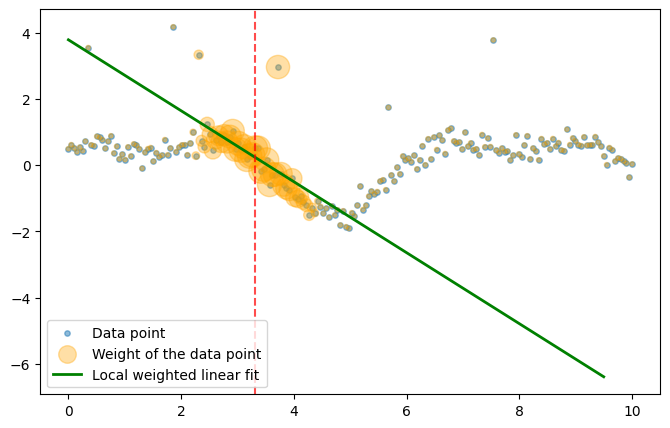 4
2
0
−2
−4
−6
Data point
Weight of the data point
Local weighted linear fit
0 2 4 6 8 10